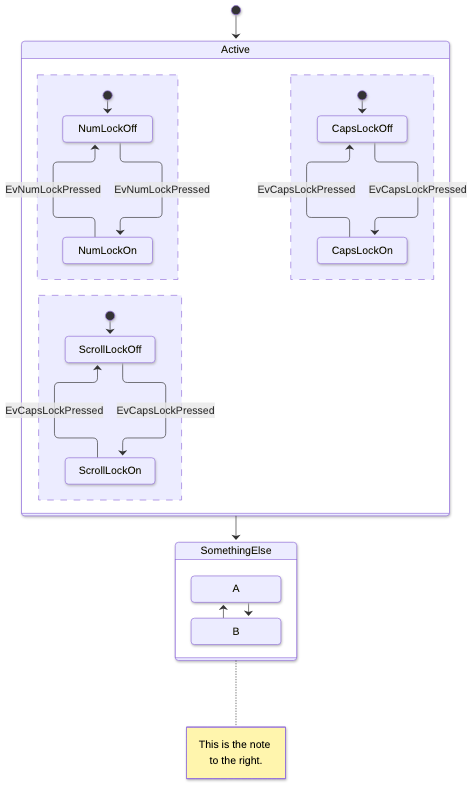 Active
NumLockOff
EvNumLockPressed
EvNumLockPressed
NumLockOn
CapsLockOff
EvCapsLockPressed
EvCapsLockPressed
CapsLockOn
ScrollLockOff
EvCapsLockPressed
EvCapsLockPressed
ScrollLockOn
SomethingElse
A
B
This is the note
to the right.